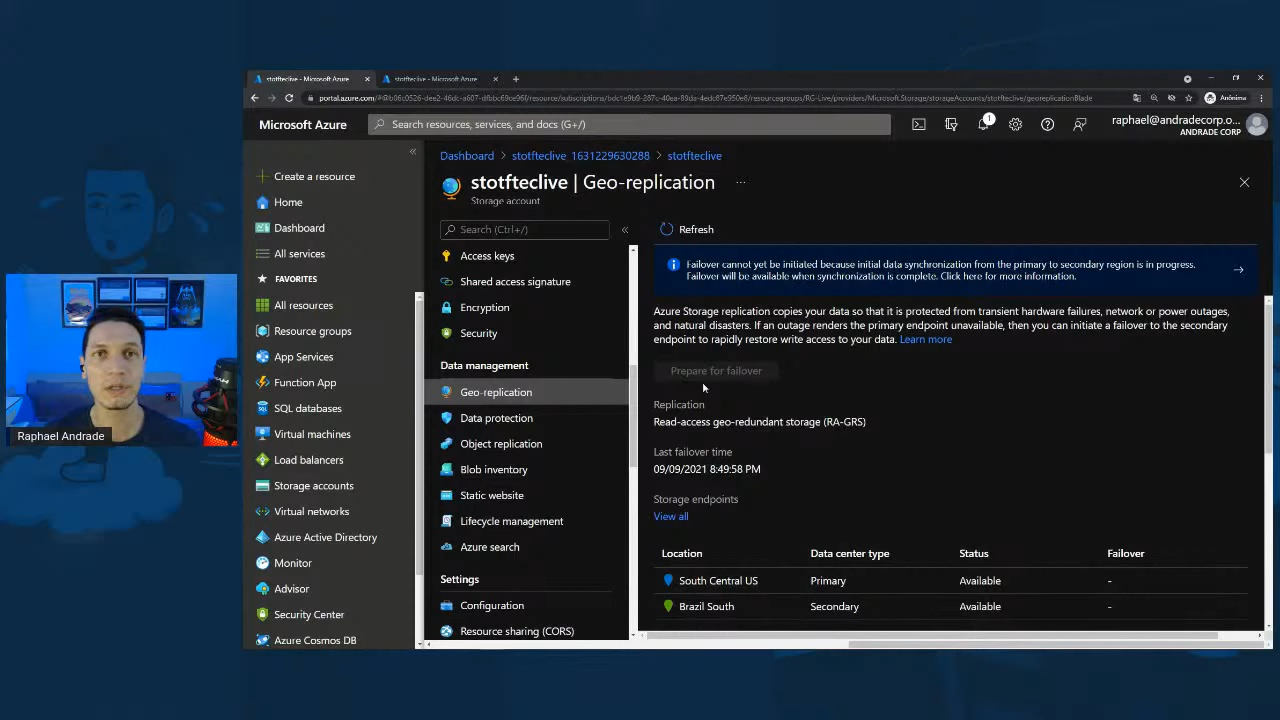 stotfteclive - Microsoft Azure
stotfteclive - Microsoft Azure
Anônima
Microsoft Azure
Search resources, services, and docs (G+/)
1
raphael@andradecorp.o...
ANDRADE CORP
Create a resource
Home
Dashboard
All services
FAVORITES
All resources
Resource groups
App Services
Function App
SQL databases
Virtual machines
Load balancers
Storage accounts
Virtual networks
Azure Active Directory
Monitor
Advisor
Security Center
Azure Cosmos DB
Dashboard > stotfteclive_1631229630288 > stotfteclive
stotfteclive | Geo-replication ...
Storage account
Search (Ctrl+/)
Access keys
Shared access signature
Encryption
Security
Data management
Geo-replication
Data protection
Object replication
Blob inventory
Static website
Lifecycle management
Azure search
Settings
Configuration
Resource sharing (CORS)
Refresh
Failover cannot yet be initiated because initial data synchronization from the primary to secondary region is in progress.
Failover will be available when synchronization is complete. Click here for more information.
Azure Storage replication copies your data so that it is protected from transient hardware failures, network or power outages,
and natural disasters. If an outage renders the primary endpoint unavailable, then you can initiate a failover to the secondary
endpoint to rapidly restore write access to your data. Learn more
Prepare for failover
Replication
Read-access geo-redundant storage (RA-GRS)
Last failover time
09/09/2021 8:49:58 PM
Storage endpoints
View all
Location Data center type Status Failover
South Central US Primary Available -
Brazil South Secondary Available -
Raphael Andrade